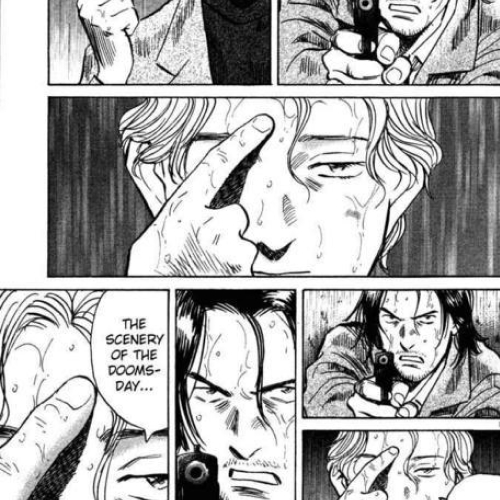 THE
SCENERY
OF THE
DOOMS-
DAY...